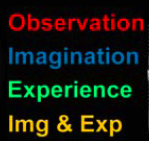 Observation
Imagination
Experience
Img & Exp